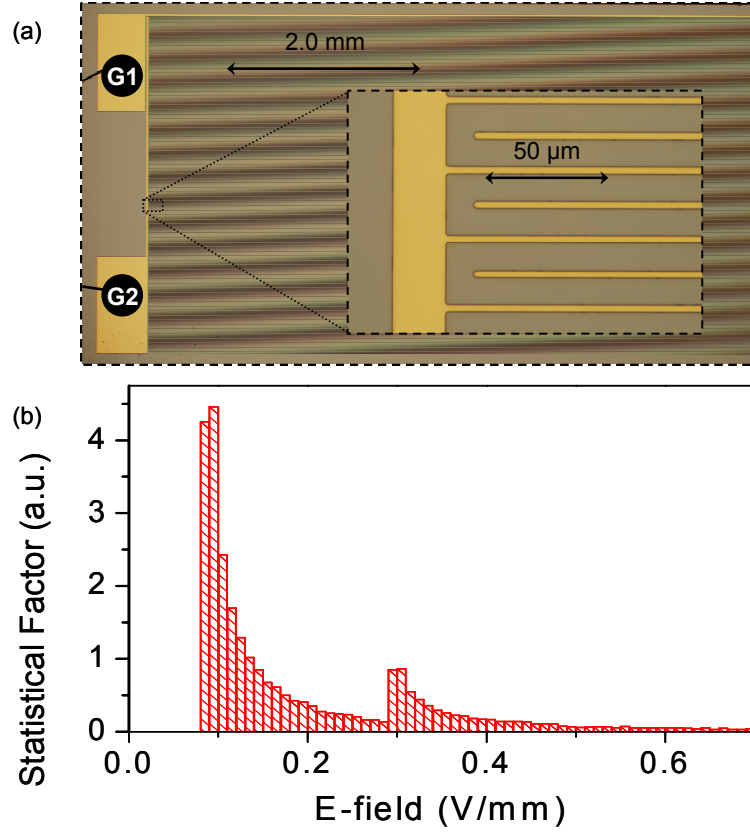 (a)
2.0 mm
G1
50 µm
G2
(b)
4
3
2
1
0
Statistical Factor (a.u.)
0.0 0.2 0.4 0.6
E-field (V/mm)